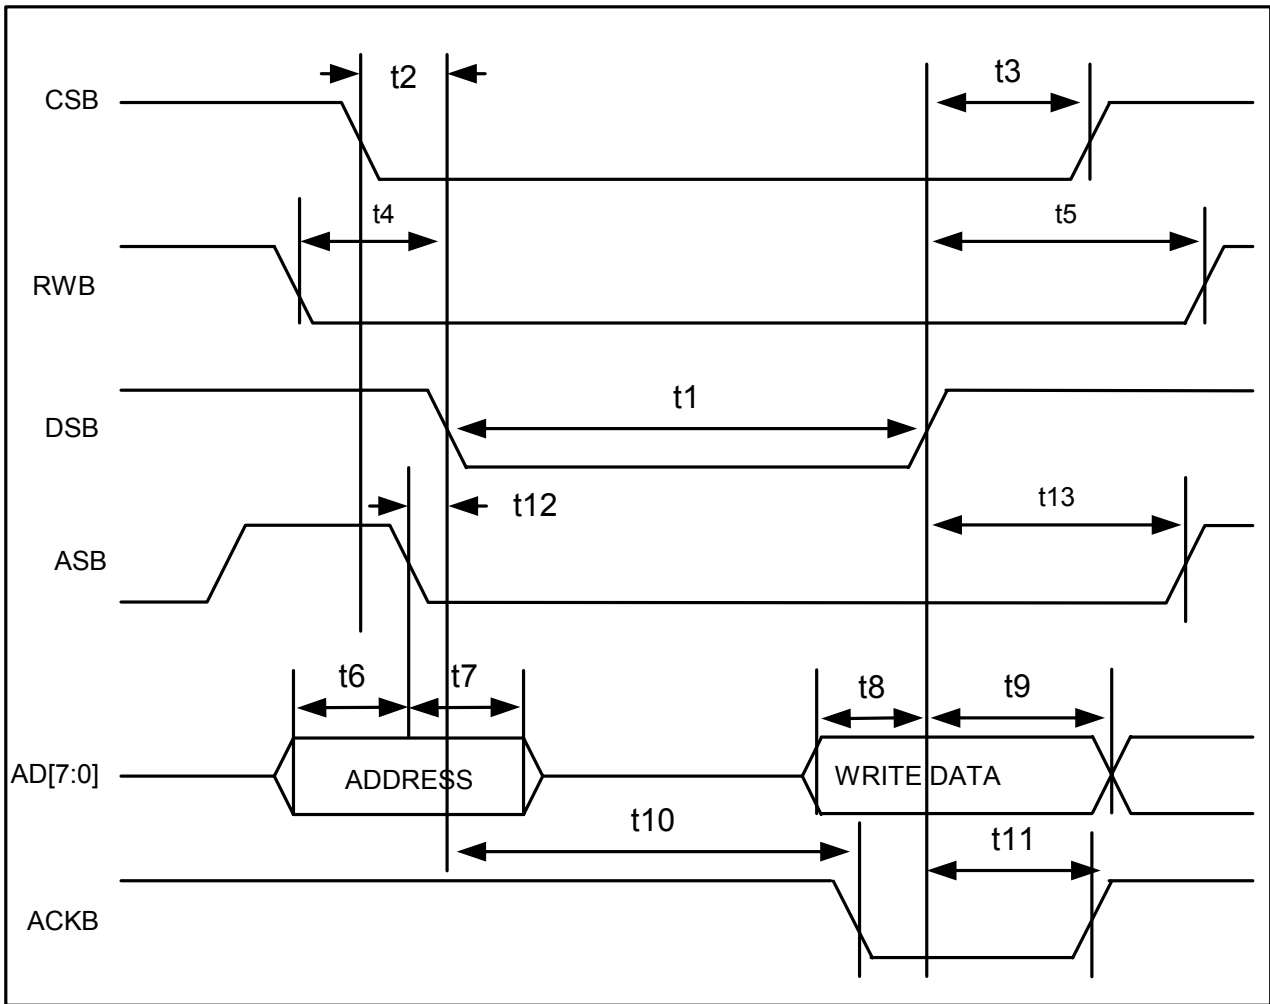 t2
t3
CSB
t4
t5
RWB
t1
DSB
t12
t13
ASB
t6
t7
t8
t9
AD[7:0]
ADDRESS
WRITE DATA
t10
t11
ACKB